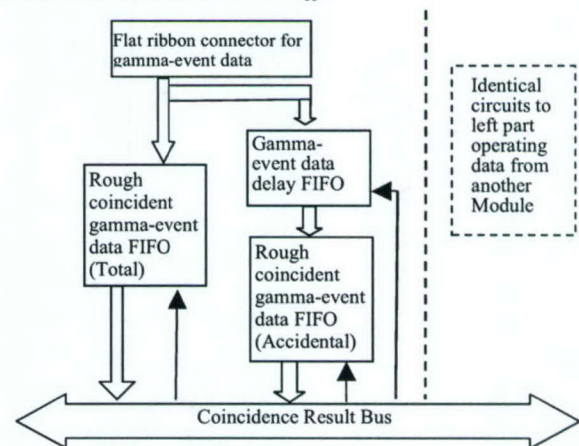 Flat ribbon connector for
gamma-event data
Gamma-
event data
delay FIFO
Rough
coincident
gamma-event
data FIFO
(Total)
Rough
coincident
gamma-event
data FIFO
(Accidental)
Identical
circuits to
left part
operating
data from
another
Module
Coincidence Result Bus